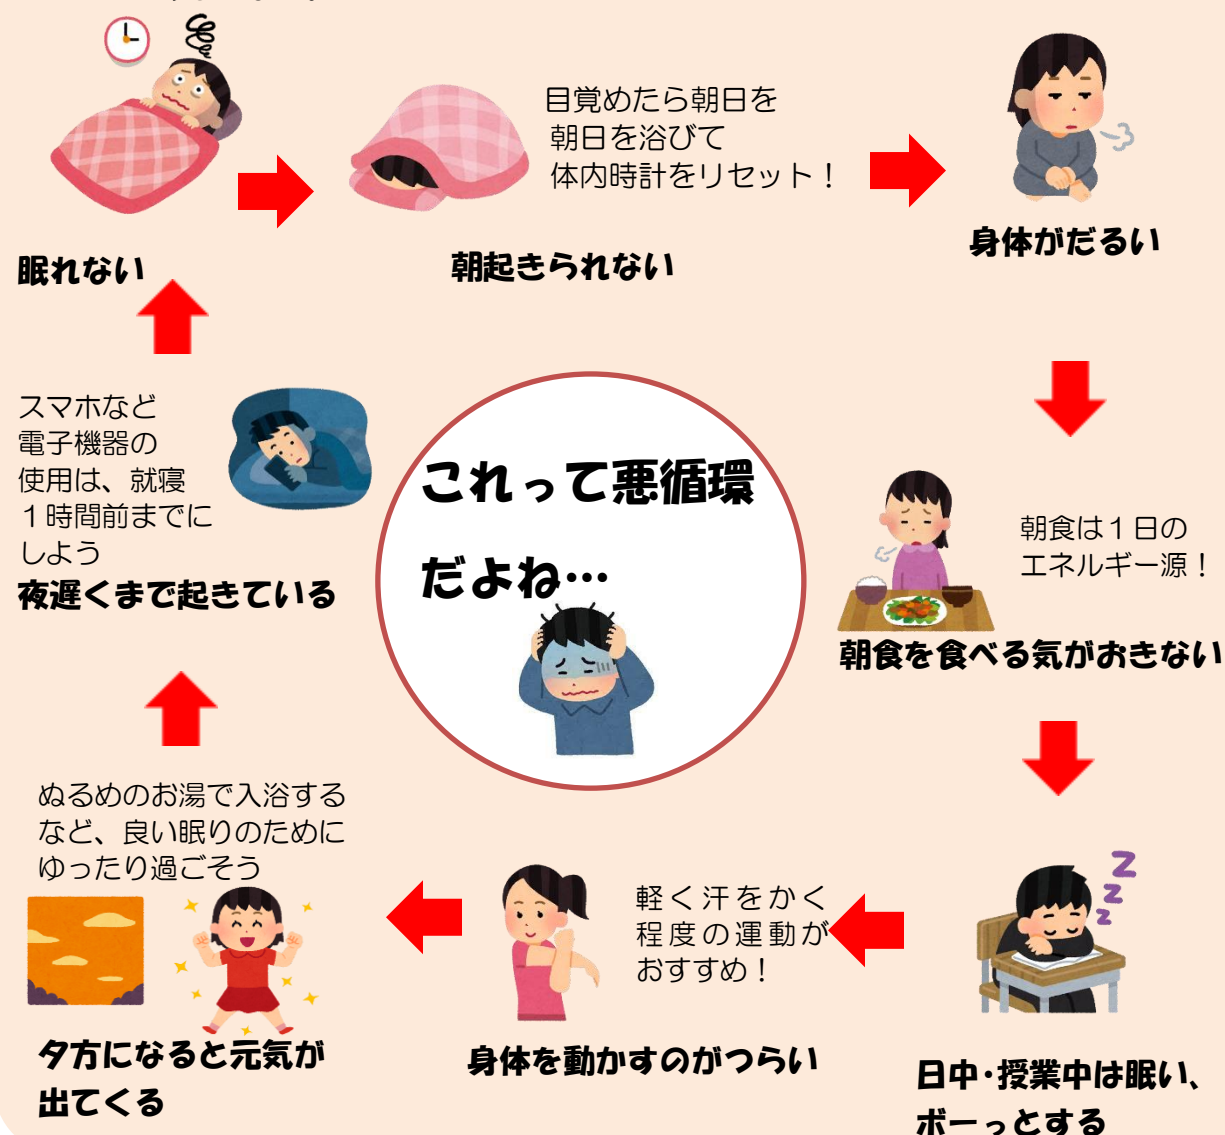 眠れない
目覚めたら朝日を
朝日を浴びて
体内時計をリセット！
朝起きられない
身体がだるい
朝食は１日の
エネルギー源！
朝食を食べる気がおきない
Z
Z
Z
日中・授業中は眠い、
ボーっとする
軽く汗をかく
程度の運動が
おすすめ！
身体を動かすのがつらい
ぬるめのお湯で入浴する
など、良い眠りのために
ゆったり過ごそう
夕方になると元気が
出てくる
スマホなど
電子機器の
使用は、就寝
１時間前までに
しよう
夜遅くまで起きている
これって悪循環
だよね…